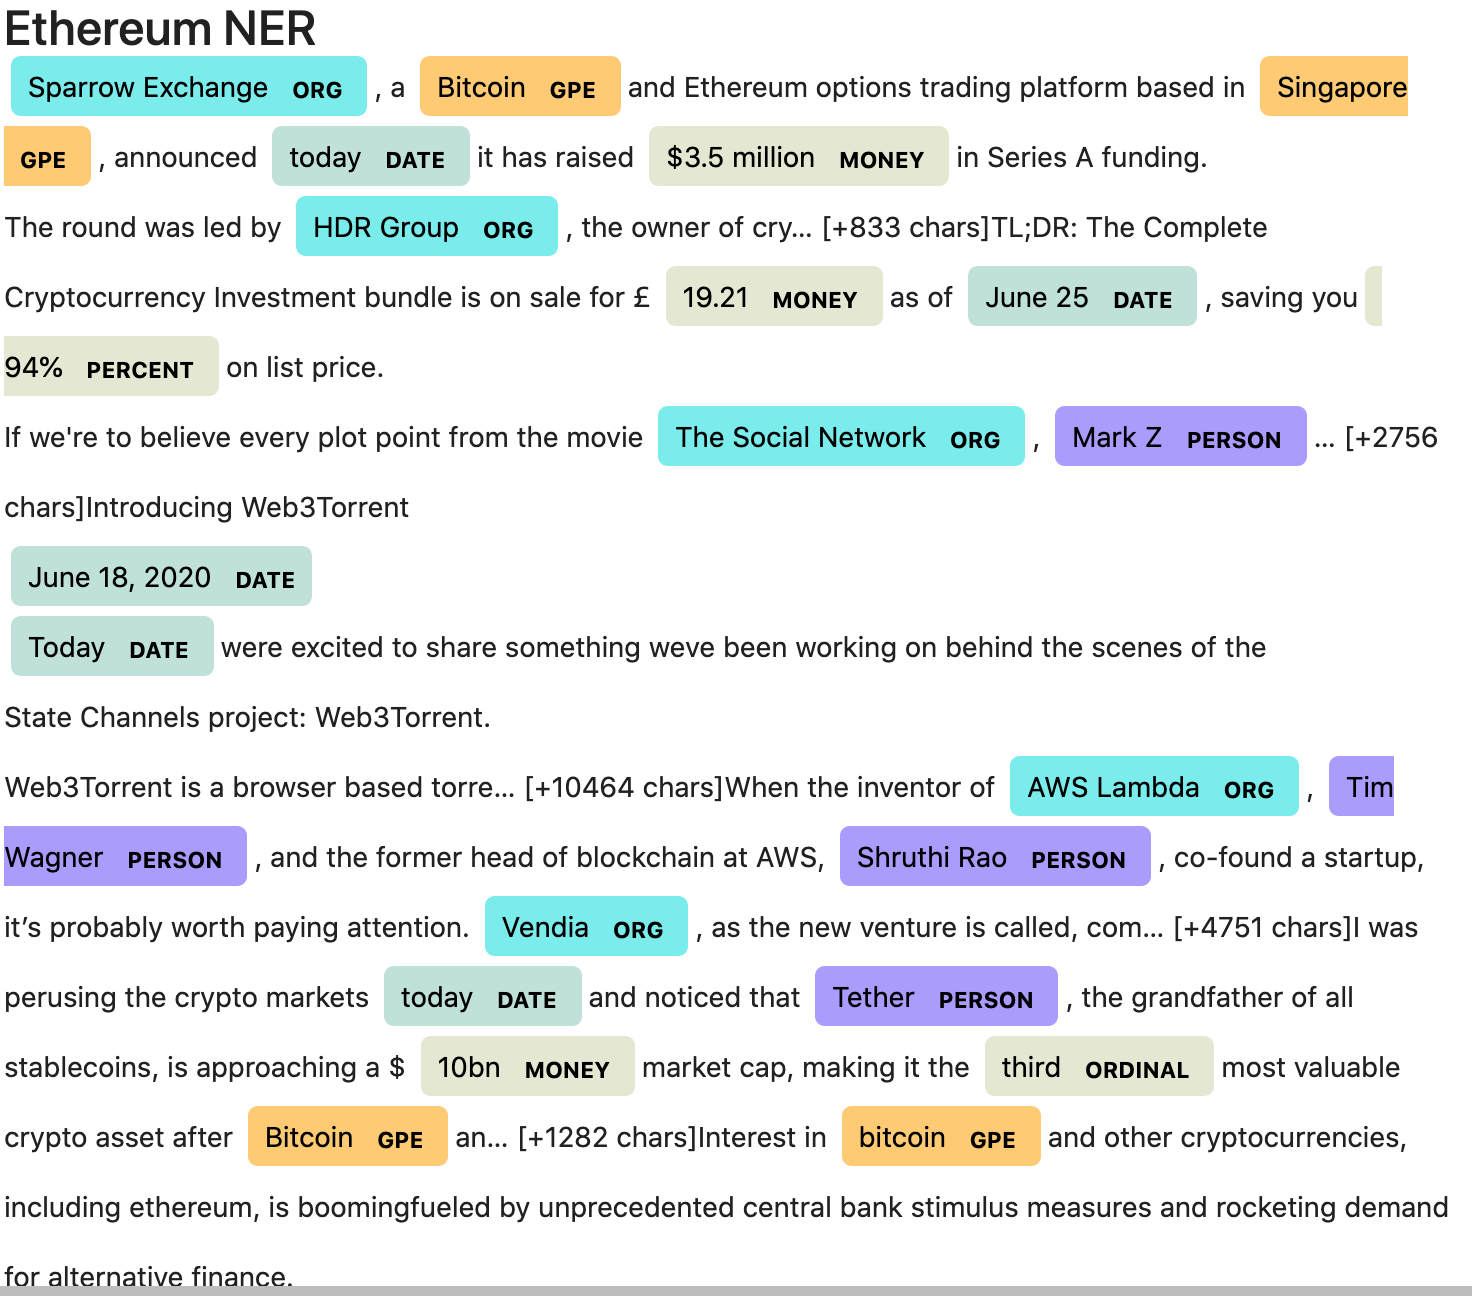 Ethereum NER
Sparrow Exchange ORG , a Bitcoin GPE and Ethereum options trading platform based in Singapore
GPE , announced today DATE it has raised $3.5 million MONEY in Series A funding.
The round was led by HDR Group ORG , the owner of cry... [+833 chars]TL;DR: The Complete
Cryptocurrency Investment bundle is on sale for £ 19.21 MONEY as of June 25 DATE , saving you
94% PERCENT on list price.
If we're to believe every plot point from the movie The Social Network ORG , Mark Z PERSON ... [+2756
chars]Introducing Web3Torrent
June 18, 2020 DATE
Today DATE were excited to share something weve been working on behind the scenes of the
State Channels project: Web3Torrent.
Web3Torrent is a browser based torre... [+10464 chars]When the inventor of AWS Lambda ORG , Tim
Wagner PERSON , and the former head of blockchain at AWS, Shruthi Rao PERSON , co-found a startup,
it’s probably worth paying attention. Vendia ORG , as the new venture is called, com... [+4751 chars]I was
perusing the crypto markets today DATE and noticed that Tether PERSON , the grandfather of all
stablecoins, is approaching a $ 10bn MONEY market cap, making it the third ORDINAL most valuable
crypto asset after Bitcoin GPE an... [+1282 chars]Interest in bitcoin GPE and other cryptocurrencies,
including ethereum, is boomingfueled by unprecedented central bank stimulus measures and rocketing demand
for alternative finance.